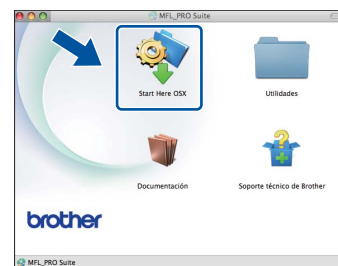 MFL_PRO Suite
Start Here OSX
Utilidades
Documentación
Soporte técnico de Brother
brother
MFL_PRO Suite